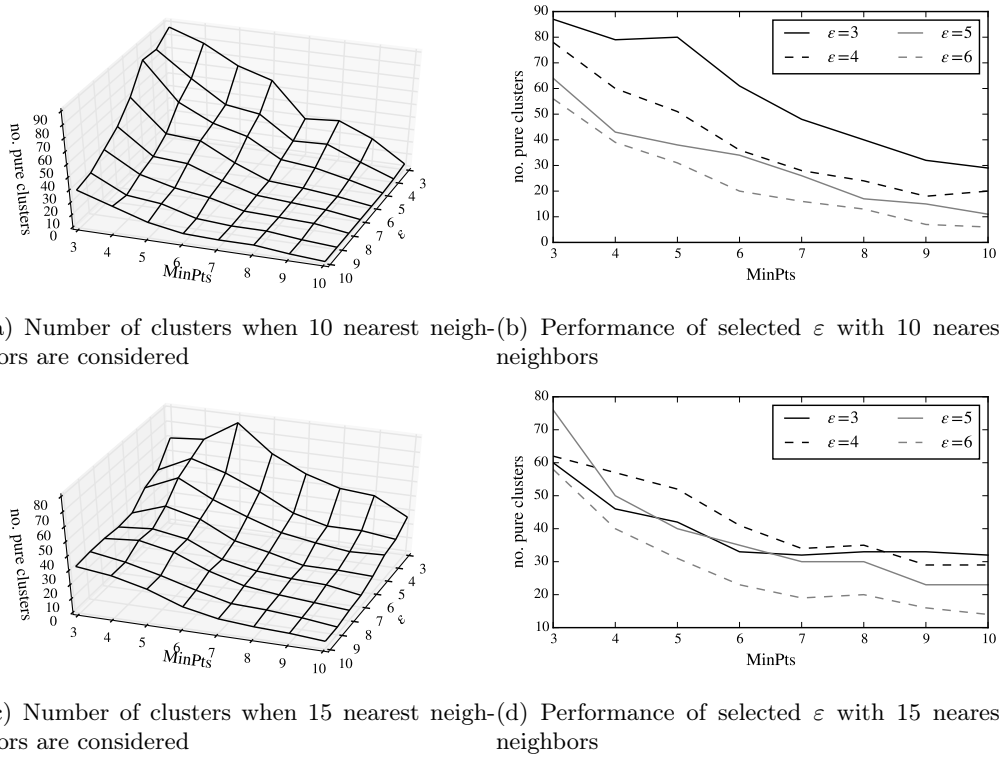 no. pure clusters
90
80
70
60
50
40
30
20
10
0
3
4
5
6
7
8
9
10
MinPts
3
4
5
6
7
8
9
10
ε
90
80
70
60
50
40
30
20
10
0
no. pure clusters
3 4 5 6 7 8 9 10
MinPts
ε=3 ε=5
ε=4 ε=6
) Number of clusters when 10 nearest neigh-
ors are considered
(b) Performance of selected ε with 10 neares
neighbors
no. pure clusters
80
70
60
50
40
30
20
10
0
3
4
5
6
7
8
9
10
MinPts
3
4
5
6
7
8
9
10
ε
80
70
60
50
40
30
20
10
no. pure clusters
3 4 5 6 7 8 9 10
MinPts
ε=3 ε=5
ε=4 ε=6
) Number of clusters when 15 nearest neigh-
ors are considered
(d) Performance of selected ε with 15 neares
neighbors